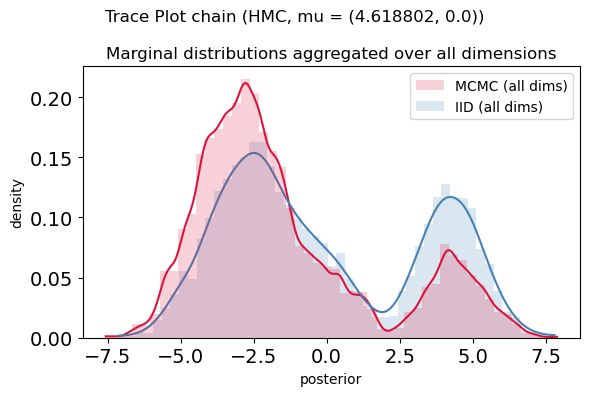 Trace Plot chain (HMC, mu = (4.618802, 0.0))
Marginal distributions aggregated over all dimensions
MCMC (all dims)
IID (all dims)
density
0.20
0.15
0.10
0.05
0.00
−7.5 −5.0 −2.5 0.0 2.5 5.0 7.5
posterior